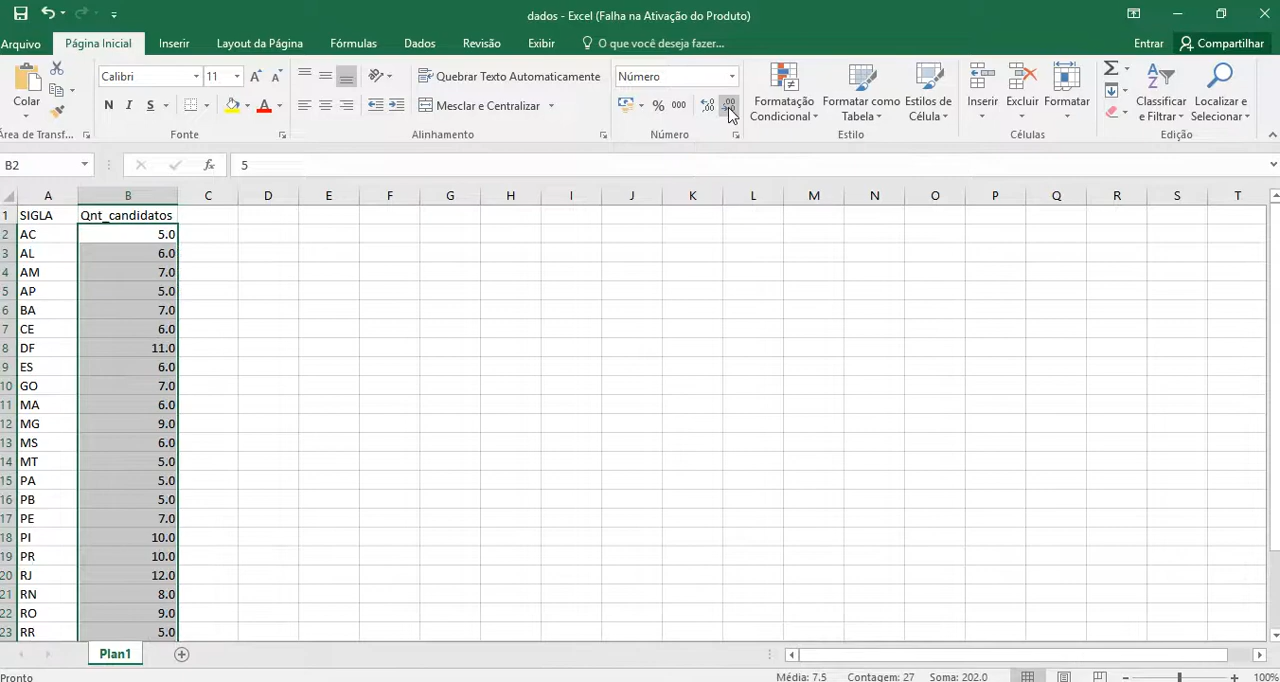 dados - Excel (Falha na Ativação do Produto)
Arquivo Página Inicial Inserir Layout da Página Fórmulas Dados Revisão Exibir O que você deseja fazer... Entrar Compartilhar
Colar
Calibri 11
N I S
Quebrar Texto Automaticamente
Mesclar e Centralizar
Número
% 000
Formatação Condicional
Formatar como Tabela
Estilos de Célula
Inserir
Excluir
Formatar
Classificar e Filtrar
Localizar e Selecionar
Área de Transf... Fonte Alinhamento Número Estilo Células Edição
B2 fx 5
A B C D E F G H I J K L M N O P Q R S T
1 SIGLA Qnt_candidatos
2 AC 5.0
3 AL 6.0
4 AM 7.0
5 AP 5.0
6 BA 7.0
7 CE 6.0
8 DF 11.0
9 ES 6.0
10 GO 7.0
11 MA 6.0
12 MG 9.0
13 MS 6.0
14 MT 5.0
15 PA 5.0
16 PB 5.0
17 PE 7.0
18 PI 10.0
19 PR 10.0
20 RJ 12.0
21 RN 8.0
22 RO 9.0
23 RR 5.0
Plan1
Pronto Média: 7.5 Contagem: 27 Soma: 202.0 100%